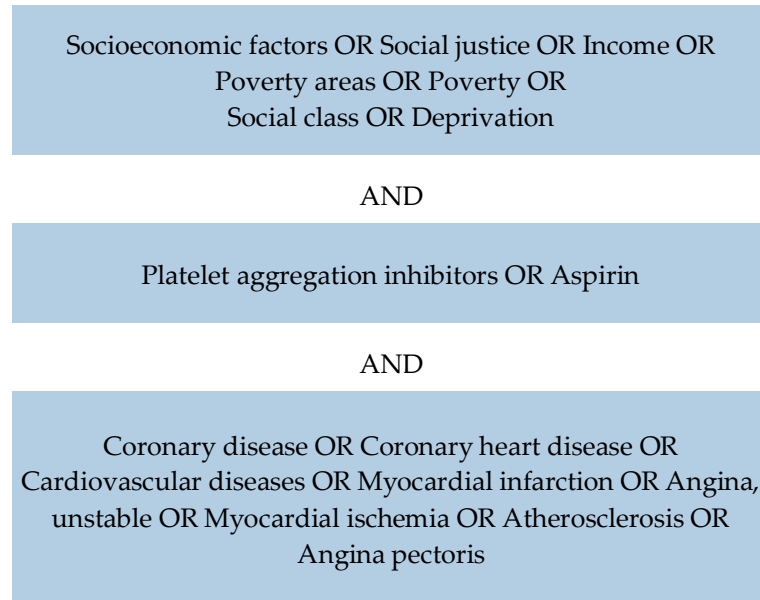 Socioeconomic factors OR Social justice OR Income OR
Poverty areas OR Poverty OR
Social class OR Deprivation
AND
Platelet aggregation inhibitors OR Aspirin
AND
Coronary disease OR Coronary heart disease OR
Cardiovascular diseases OR Myocardial infarction OR Angina,
unstable OR Myocardial ischemia OR Atherosclerosis OR
Angina pectoris